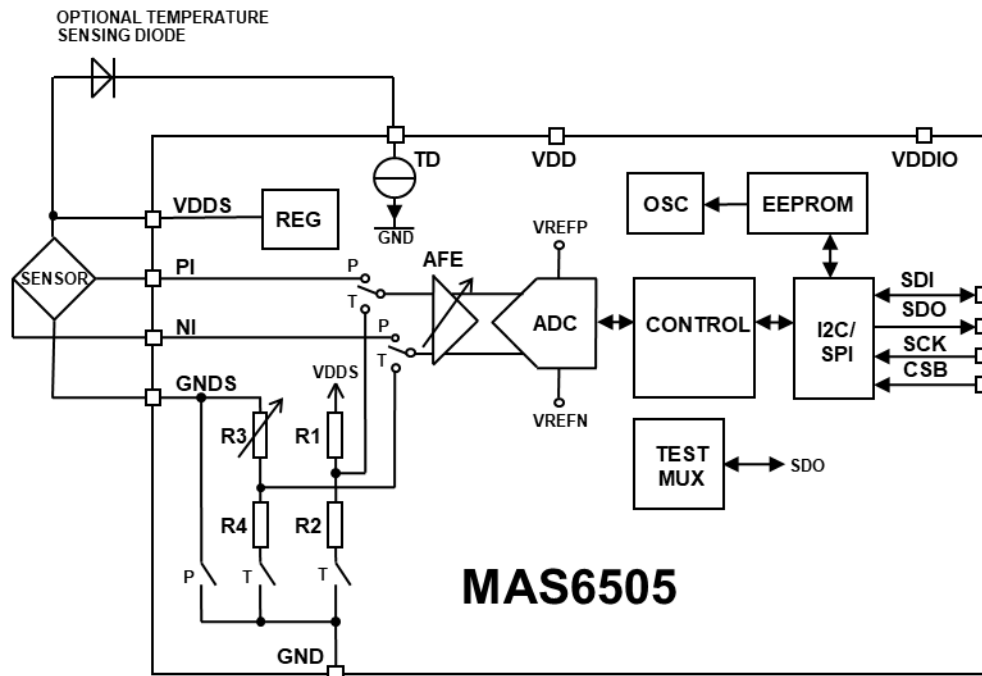 OPTIONAL TEMPERATURE
SENSING DIODE
TD
VDD
VDDIO
VDDS
REG
GND
OSC
EEPROM
VREFP
SENSOR
PI
P
AFE
T
NI
P
T
ADC
CONTROL
I2C/
SPI
SDI
SDO
SCK
CSB
GNDS
VDDS
VREFN
R3
R1
TEST
MUX
SDO
R4
R2
P
T
T
MAS6505
GND